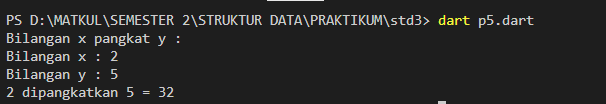 PS D:\MATKUL\SEMESTER 2\STRUKTUR DATA\PRAKTIKUM\std3> dart p5.dart
Bilangan x pangkat y :
Bilangan x : 2
Bilangan y : 5
2 dipangkatkan 5 = 32